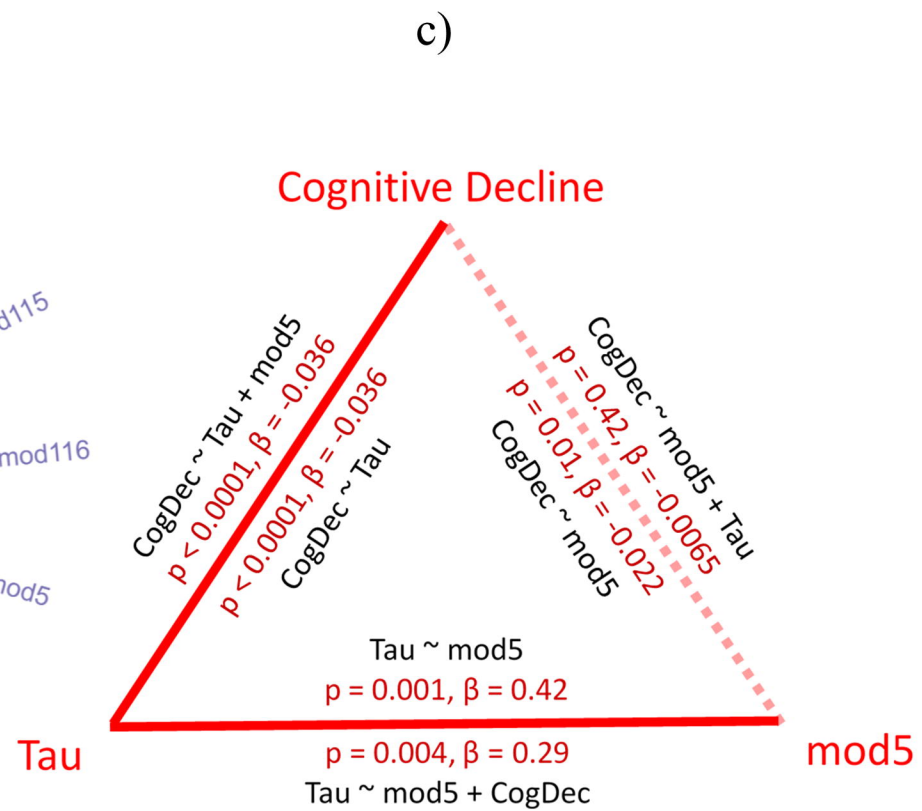 c)
Cognitive Decline
d115
mod116
mod5
CogDec ~ Tau + mod5
p < 0.0001, β = -0.036
p < 0.0001, β = -0.036
CogDec ~ Tau
CogDec ~ mod5 + Tau
p = 0.42, β = -0.0065
p = 0.01, β = -0.022
CogDec ~ mod5
Tau ~ mod5
p = 0.001, β = 0.42
Tau
mod5
p = 0.004, β = 0.29
Tau ~ mod5 + CogDec